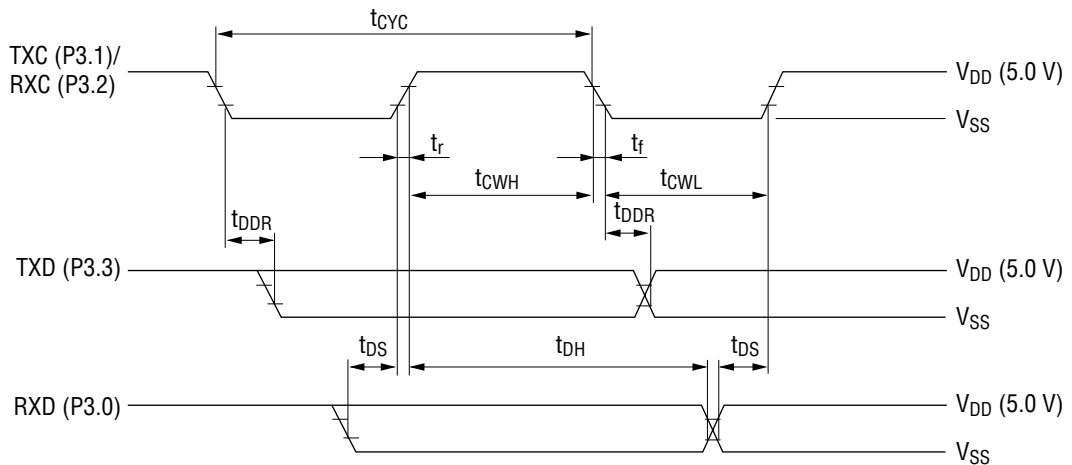 tCYC
TXC (P3.1)/
RXC (P3.2)
VDD (5.0 V)
VSS
tr
tf
tCWH
tCWL
tDDR
tDDR
TXD (P3.3)
VDD (5.0 V)
VSS
tDS
tDH
tDS
RXD (P3.0)
VDD (5.0 V)
VSS